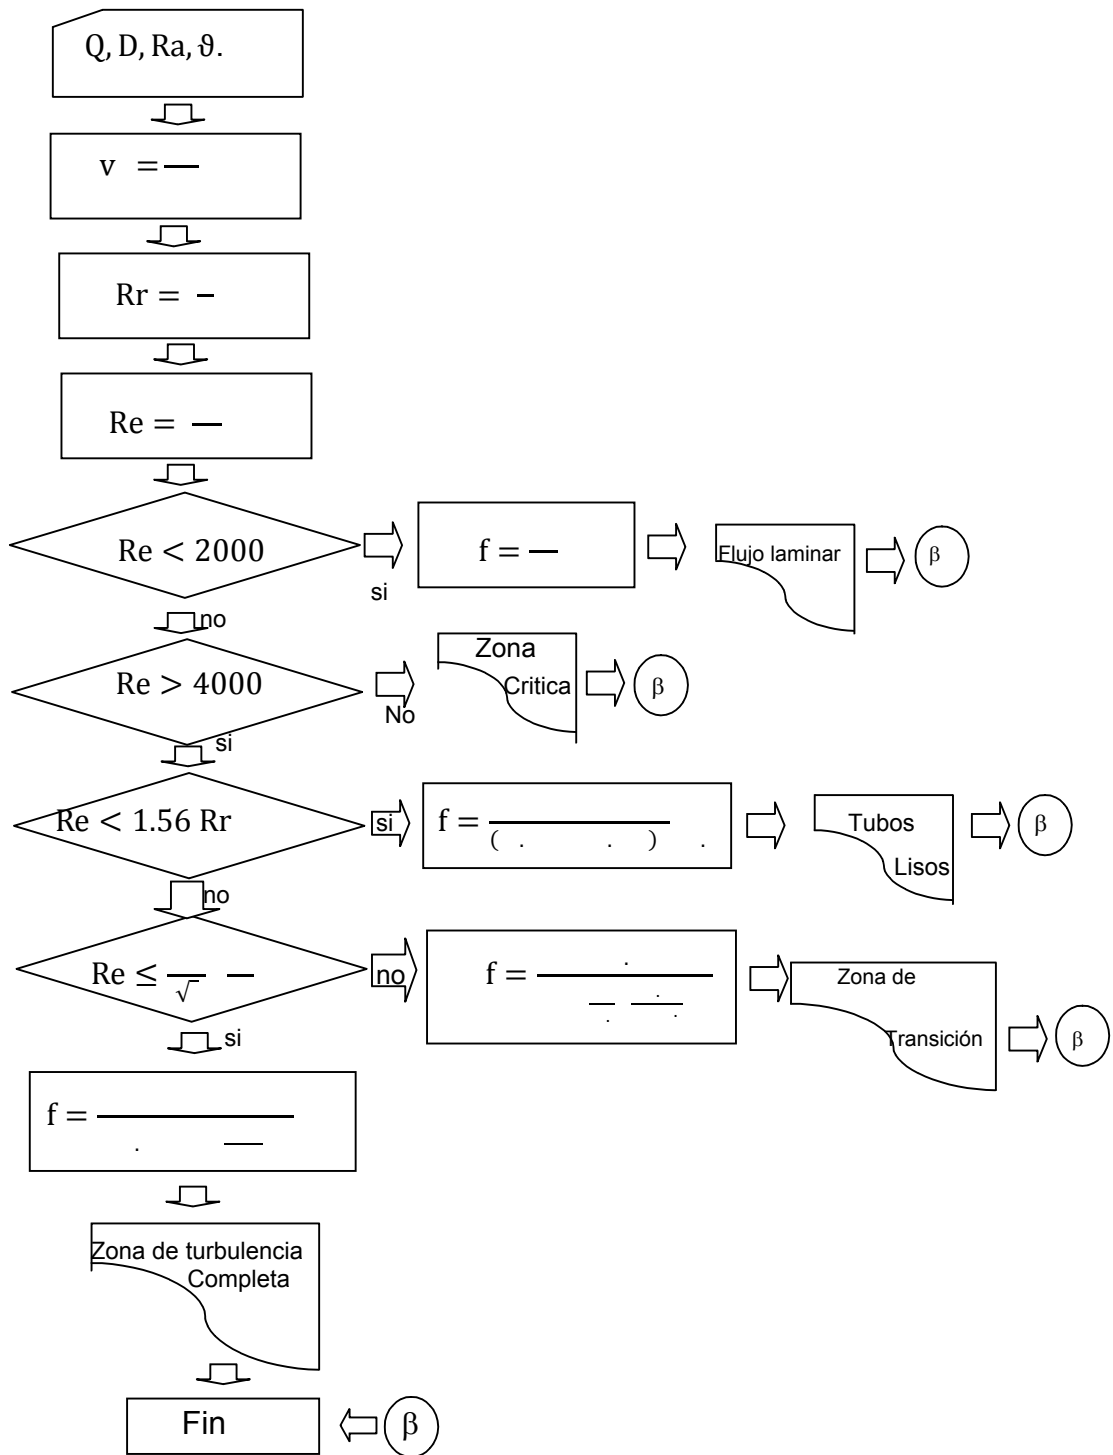 Q, D, Ra, ϑ.
v =
Rr =
Re =
Re < 2000
si
f =
Flujo laminar
β
no
Re > 4000
No
Zona
Critica
β
si
Re < 1.56 Rr
si
f =
( . . ) .
Tubos
Lisos
β
no
Re ≤
√
no
f =
.
. . .
Zona de
Transición
β
si
f =
.
Zona de turbulencia
Completa
Fin
β